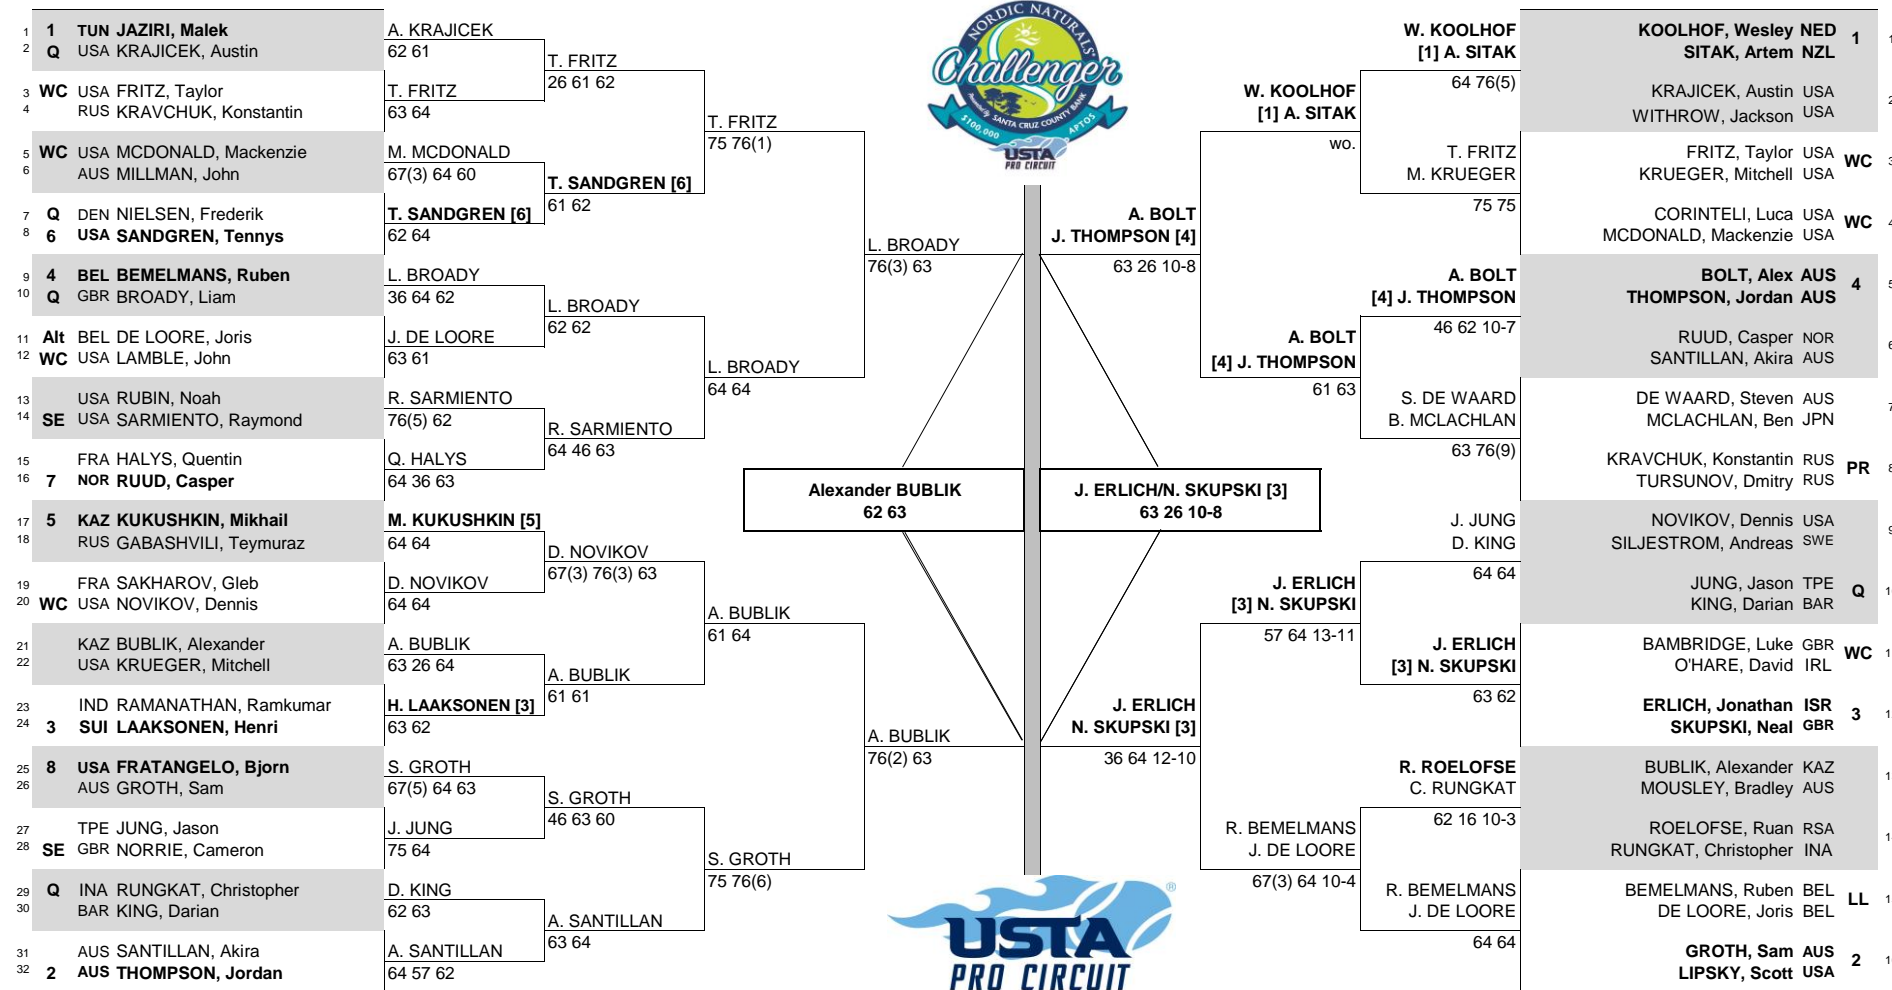 NORDIC NATURALS
Challenger
Presented by SANTA CRUZ COUNTY BANK
$100,000 APTOS
USTA
PRO CIRCUIT
1 1 TUN JAZIRI, Malek
2 Q USA KRAJICEK, Austin
3 WC USA FRITZ, Taylor
4 RUS KRAVCHUK, Konstantin
5 WC USA MCDONALD, Mackenzie
6 AUS MILLMAN, John
7 Q DEN NIELSEN, Frederik
8 6 USA SANDGREN, Tennys
9 4 BEL BEMELMANS, Ruben
10 Q GBR BROADY, Liam
11 Alt BEL DE LOORE, Joris
12 WC USA LAMBLE, John
13 USA RUBIN, Noah
14 SE USA SARMIENTO, Raymond
15 FRA HALYS, Quentin
16 7 NOR RUUD, Casper
17 5 KAZ KUKUSHKIN, Mikhail
18 RUS GABASHVILI, Teymuraz
19 FRA SAKHAROV, Gleb
20 WC USA NOVIKOV, Dennis
21 KAZ BUBLIK, Alexander
22 USA KRUEGER, Mitchell
23 IND RAMANATHAN, Ramkumar
24 3 SUI LAAKSONEN, Henri
25 8 USA FRATANGELO, Bjorn
26 AUS GROTH, Sam
27 TPE JUNG, Jason
28 SE GBR NORRIE, Cameron
29 Q INA RUNGKAT, Christopher
30 BAR KING, Darian
31 AUS SANTILLAN, Akira
32 2 AUS THOMPSON, Jordan
A. KRAJICEK
62 61
T. FRITZ
63 64
M. MCDONALD
67(3) 64 60
T. SANDGREN [6]
62 64
L. BROADY
36 64 62
J. DE LOORE
63 61
R. SARMIENTO
76(5) 62
Q. HALYS
64 36 63
M. KUKUSHKIN [5]
64 64
D. NOVIKOV
64 64
A. BUBLIK
63 26 64
H. LAAKSONEN [3]
63 62
S. GROTH
67(5) 64 63
J. JUNG
75 64
D. KING
62 63
A. SANTILLAN
64 57 62
T. FRITZ
26 61 62
T. SANDGREN [6]
61 62
L. BROADY
62 62
R. SARMIENTO
64 46 63
D. NOVIKOV
67(3) 76(3) 63
A. BUBLIK
61 61
S. GROTH
46 63 60
A. SANTILLAN
63 64
T. FRITZ
75 76(1)
L. BROADY
64 64
A. BUBLIK
61 64
S. GROTH
75 76(6)
L. BROADY
76(3) 63
A. BUBLIK
76(2) 63
Alexander BUBLIK
62 63
J. ERLICH/N. SKUPSKI [3]
63 26 10-8
A. BOLT
J. THOMPSON [4]
63 26 10-8
J. ERLICH
N. SKUPSKI [3]
36 64 12-10
W. KOOLHOF
[1] A. SITAK
wo.
A. BOLT
[4] J. THOMPSON
61 63
J. ERLICH
[3] N. SKUPSKI
57 64 13-11
R. BEMELMANS
J. DE LOORE
67(3) 64 10-4
W. KOOLHOF
[1] A. SITAK
64 76(5)
T. FRITZ
M. KRUEGER
75 75
A. BOLT
[4] J. THOMPSON
46 62 10-7
S. DE WAARD
B. MCLACHLAN
63 76(9)
J. JUNG
D. KING
64 64
J. ERLICH
[3] N. SKUPSKI
63 62
R. ROELOFSE
C. RUNGKAT
62 16 10-3
R. BEMELMANS
J. DE LOORE
64 64
KOOLHOF, Wesley NED 1
SITAK, Artem NZL
KRAJICEK, Austin USA
WITHROW, Jackson USA
FRITZ, Taylor USA WC
KRUEGER, Mitchell USA
CORINTELI, Luca USA WC
MCDONALD, Mackenzie USA
BOLT, Alex AUS 4
THOMPSON, Jordan AUS
RUUD, Casper NOR
SANTILLAN, Akira AUS
DE WAARD, Steven AUS
MCLACHLAN, Ben JPN
KRAVCHUK, Konstantin RUS PR
TURSUNOV, Dmitry RUS
NOVIKOV, Dennis USA
SILJESTROM, Andreas SWE
JUNG, Jason TPE Q
KING, Darian BAR
BAMBRIDGE, Luke GBR WC
O'HARE, David IRL
ERLICH, Jonathan ISR 3
SKUPSKI, Neal GBR
BUBLIK, Alexander KAZ
MOUSLEY, Bradley AUS
ROELOFSE, Ruan RSA
RUNGKAT, Christopher INA
BEMELMANS, Ruben BEL LL
DE LOORE, Joris BEL
GROTH, Sam AUS 2
LIPSKY, Scott USA
USTA ®
PRO CIRCUIT